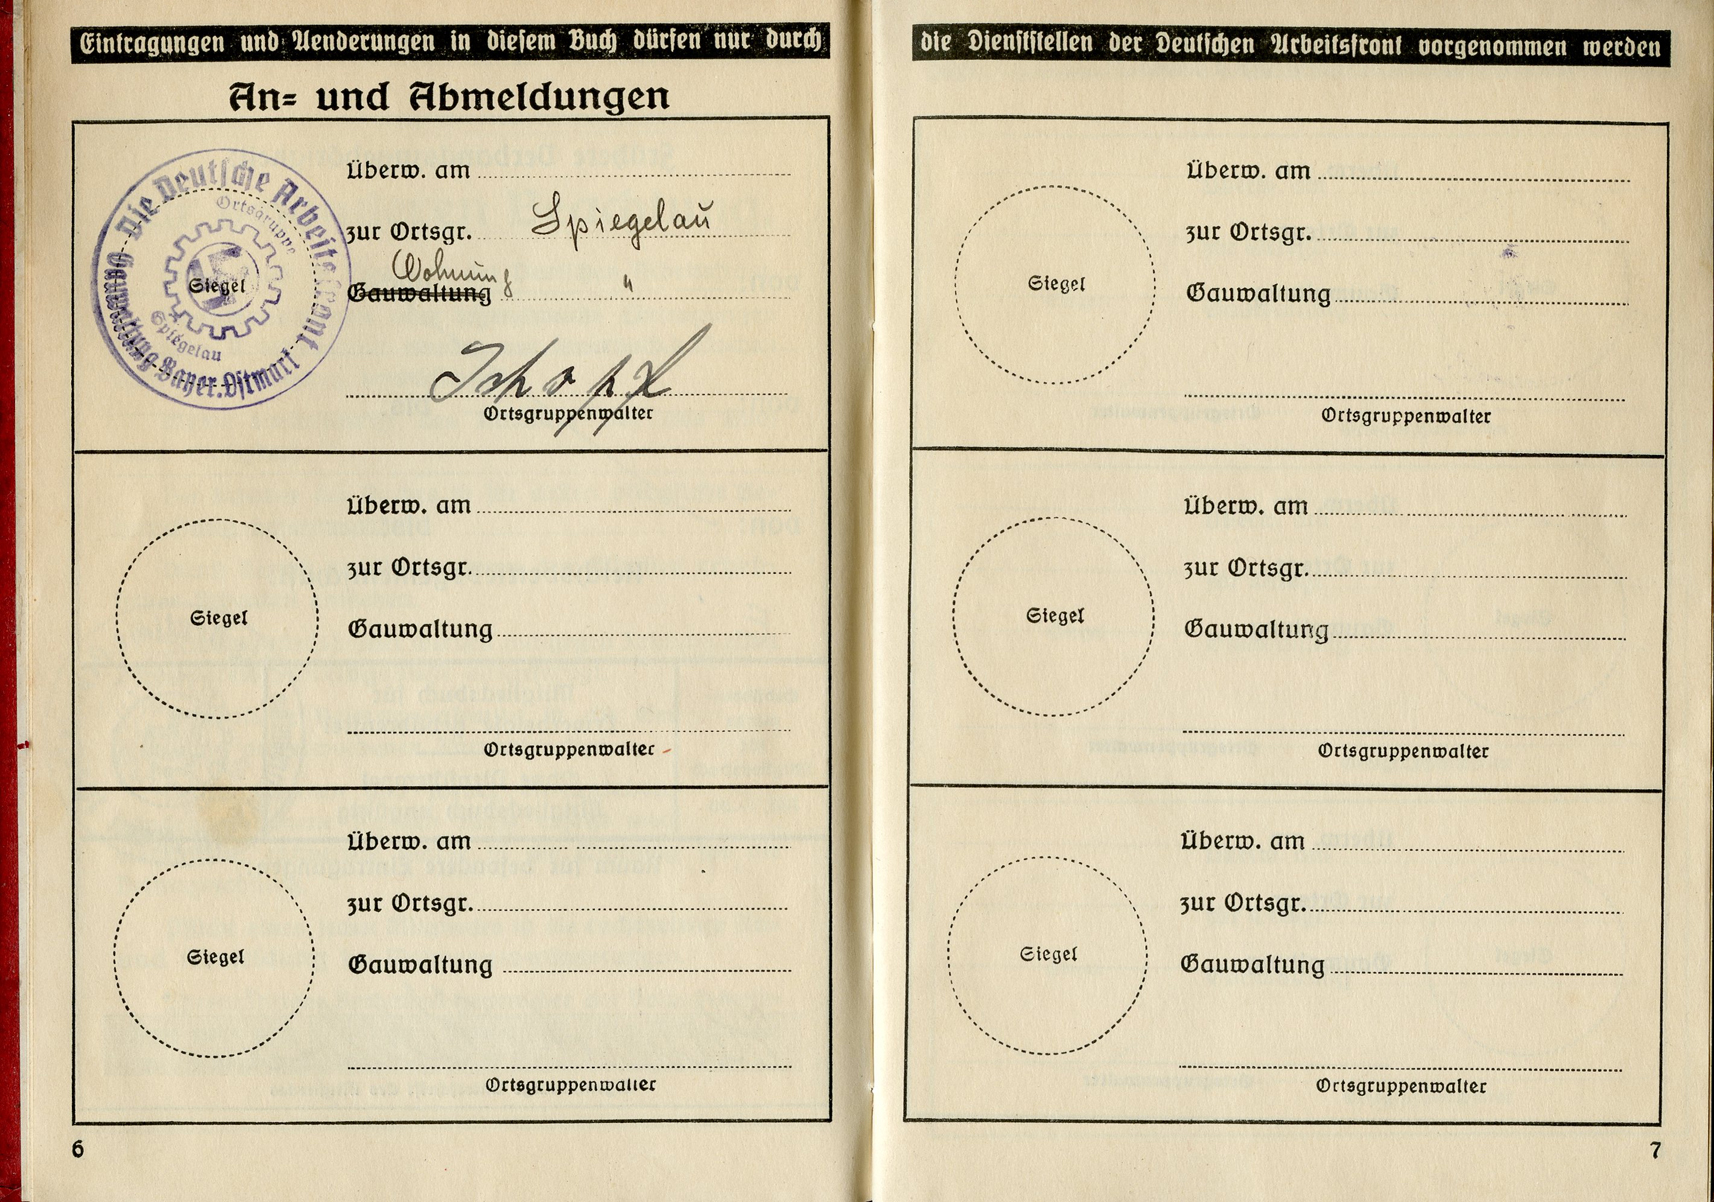 Eintragungen und Aenderungen in diesem Buch dürfen nur durch
An- und Abmeldungen
Die Deutsche Arbeitsfront
Gauwaltung Bayer. Ostmark
Ortsgruppe
Spiegelau
Siegel
Überw. am
zur Ortsgr. Spiegelau
Wohnung
Gauwaltung "
Ortsgruppenwalter
Siegel
Überw. am
zur Ortsgr.
Gauwaltung
Ortsgruppenwalter
Siegel
Überw. am
zur Ortsgr.
Gauwaltung
Ortsgruppenwalter
6
die Dienststellen der Deutschen Arbeitsfront vorgenommen werden
Siegel
Überw. am
zur Ortsgr.
Gauwaltung
Ortsgruppenwalter
Siegel
Überw. am
zur Ortsgr.
Gauwaltung
Ortsgruppenwalter
Siegel
Überw. am
zur Ortsgr.
Gauwaltung
Ortsgruppenwalter
7